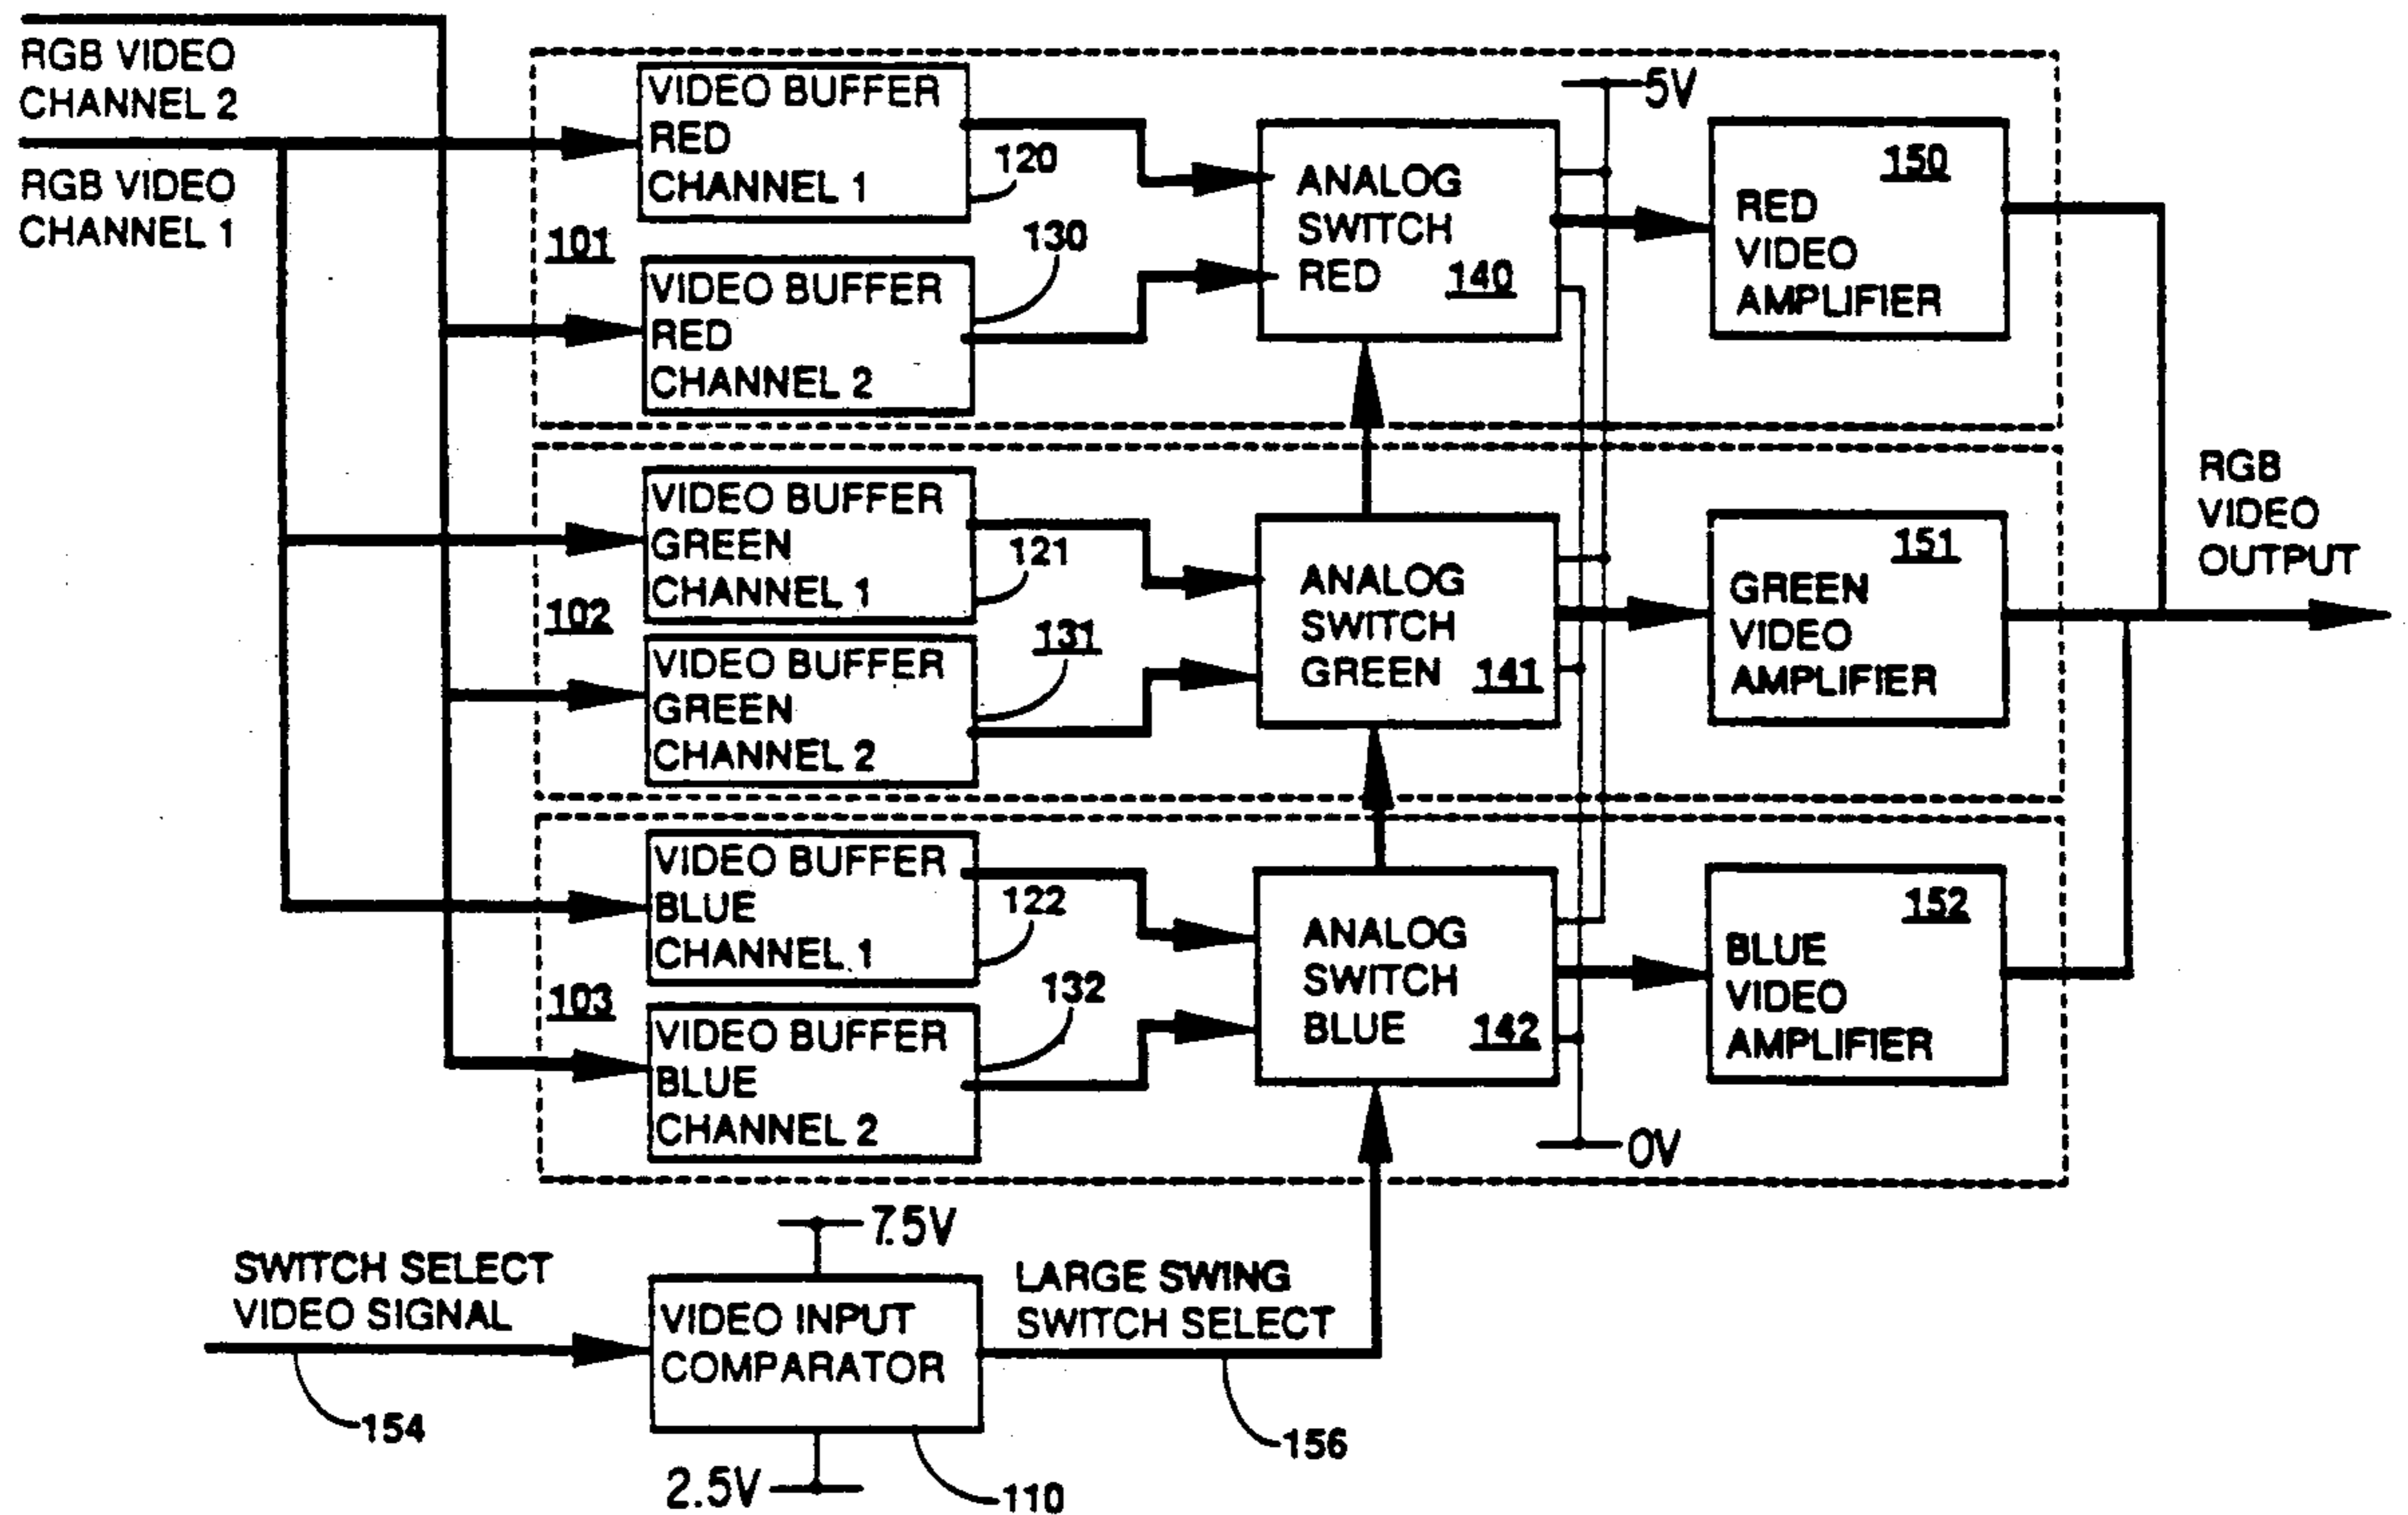 RGB VIDEO
CHANNEL 2
RGB VIDEO
CHANNEL 1
101
VIDEO BUFFER
RED
CHANNEL 1
120
VIDEO BUFFER
RED
CHANNEL 2
130
ANALOG
SWITCH
RED
140
5V
150
RED
VIDEO
AMPLIFIER
102
VIDEO BUFFER
GREEN
CHANNEL 1
121
VIDEO BUFFER
GREEN
CHANNEL 2
131
ANALOG
SWITCH
GREEN
141
151
GREEN
VIDEO
AMPLIFIER
RGB
VIDEO
OUTPUT
103
VIDEO BUFFER
BLUE
CHANNEL 1
122
VIDEO BUFFER
BLUE
CHANNEL 2
132
ANALOG
SWITCH
BLUE
142
152
BLUE
VIDEO
AMPLIFIER
0V
SWITCH SELECT
VIDEO SIGNAL
154
7.5V
VIDEO INPUT
COMPARATOR
2.5V
110
LARGE SWING
SWITCH SELECT
156